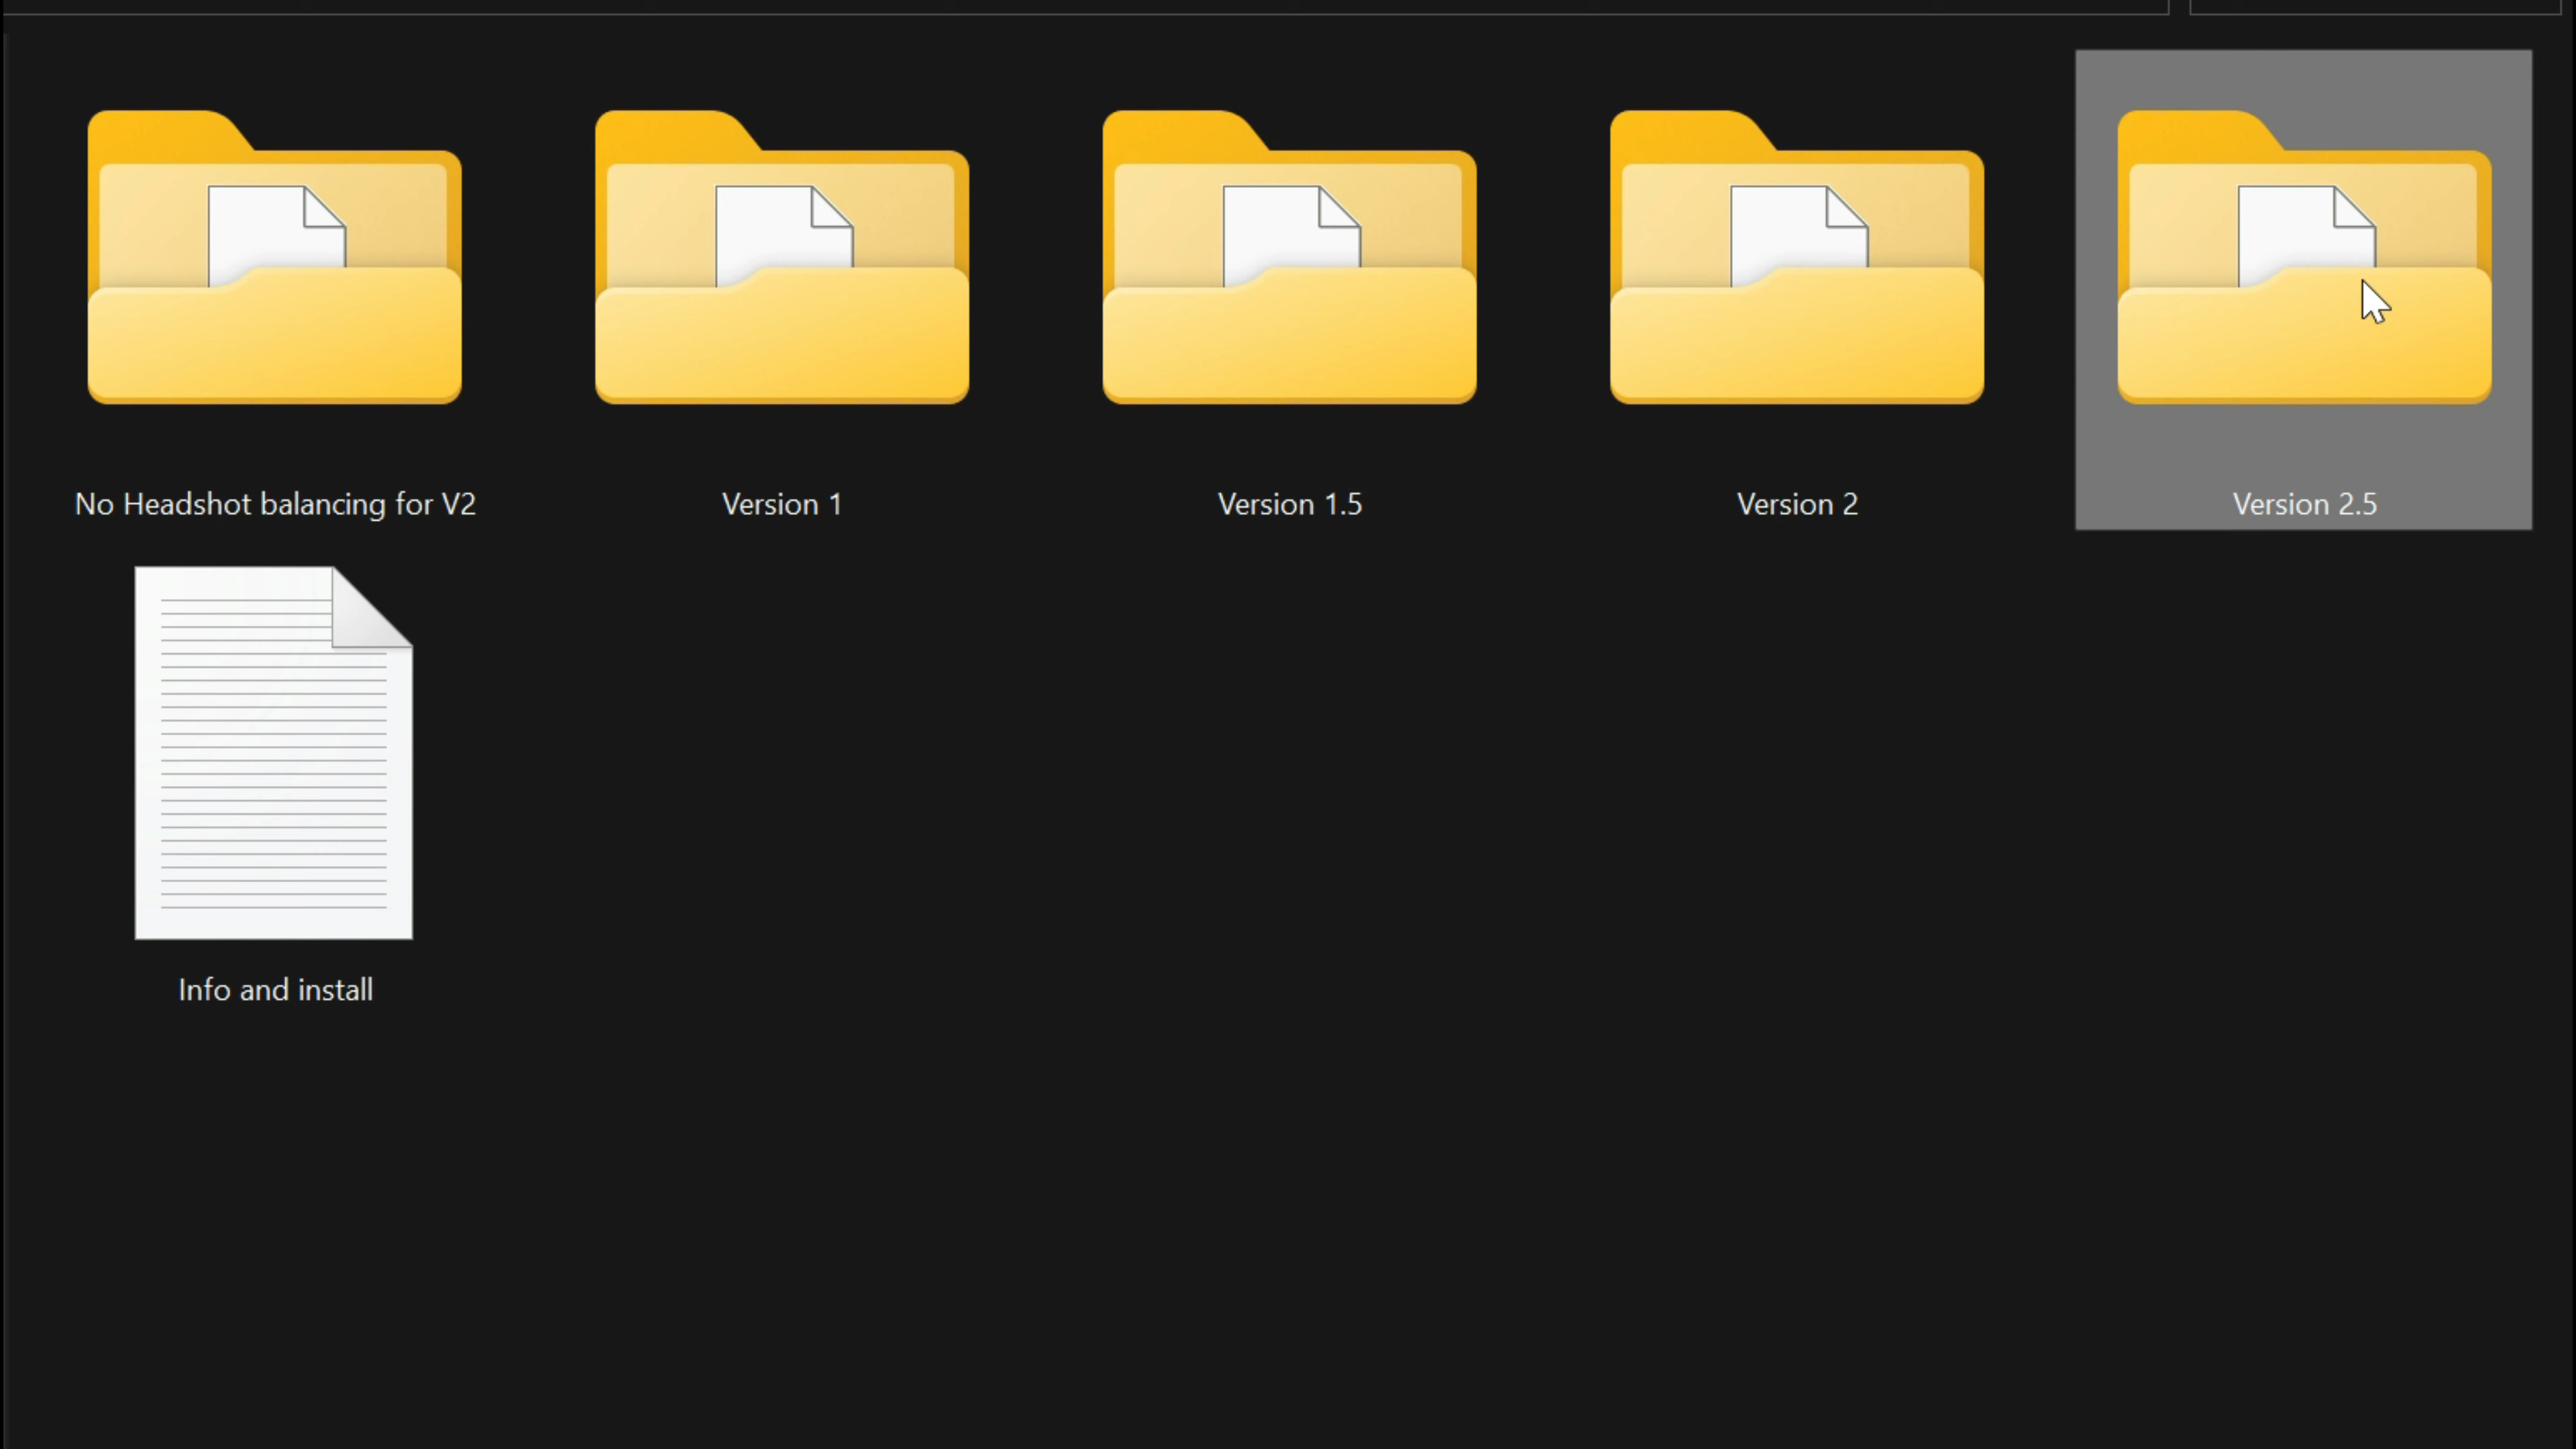 No Headshot balancing for V2
Version 1
Version 1.5
Version 2
Version 2.5
Info and install